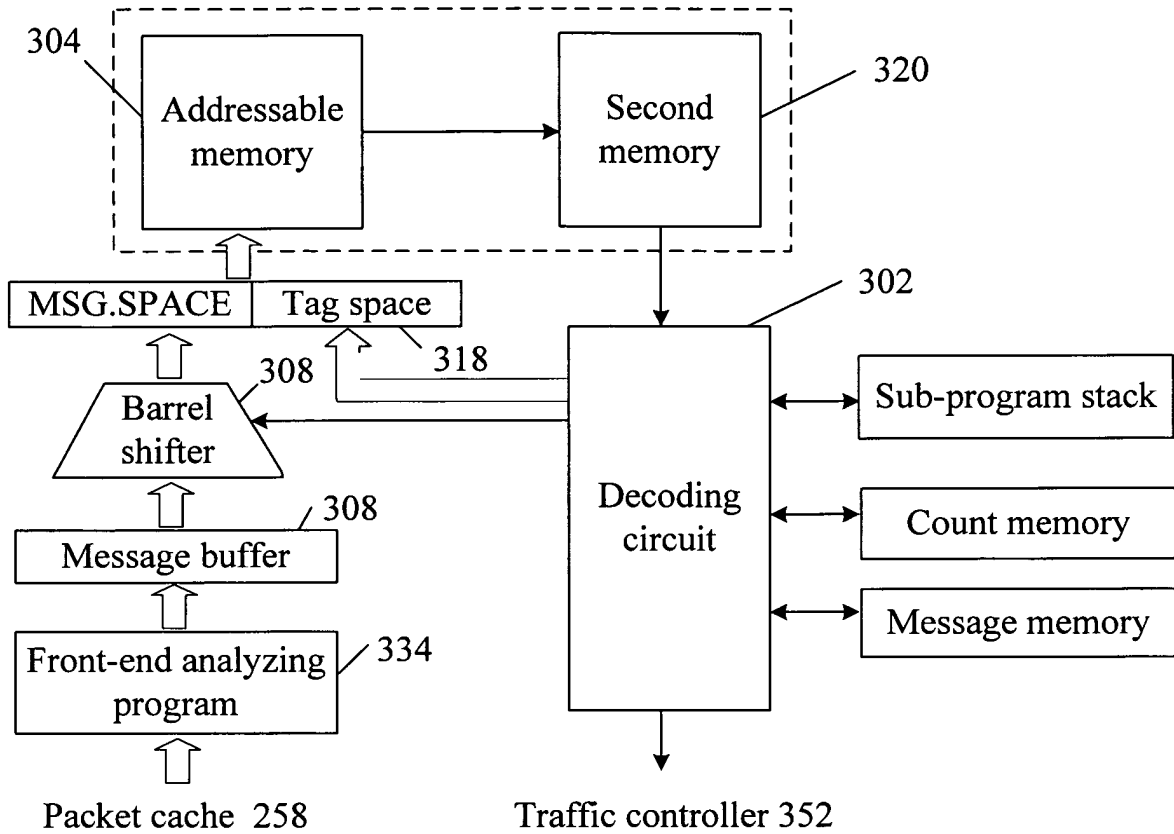 304
Addressable
memory
Second
memory
320
MSG.SPACE
Tag space
302
318
308
Barrel
shifter
Sub-program stack
Decoding
circuit
308
Message buffer
Count memory
Front-end analyzing
program
334
Message memory
Packet cache 258
Traffic controller 352